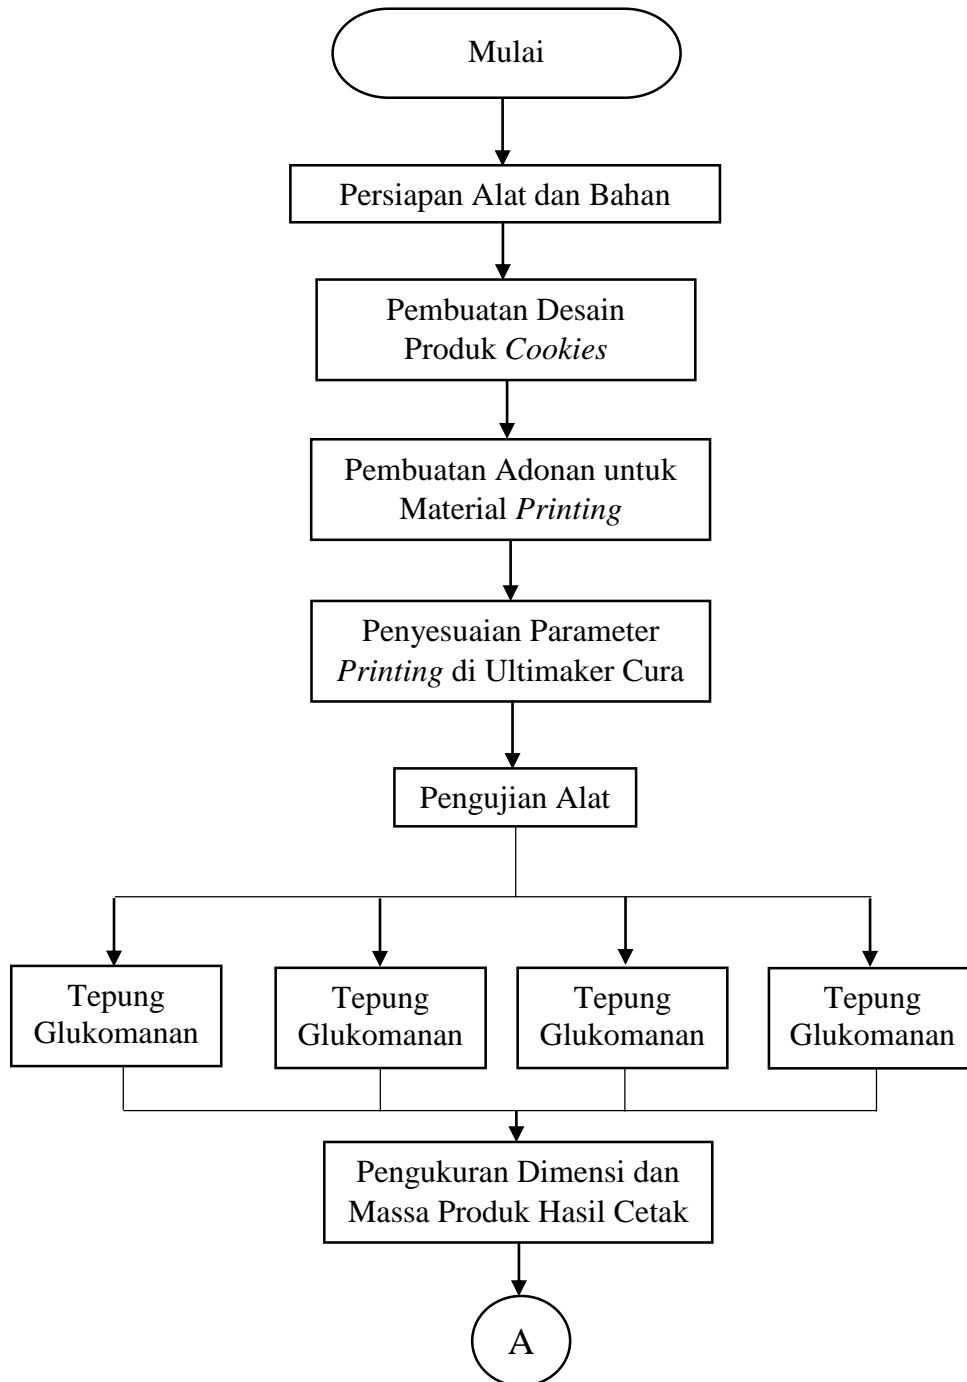 Mulai
Persiapan Alat dan Bahan
Pembuatan Desain
Produk Cookies
Pembuatan Adonan untuk
Material Printing
Penyesuaian Parameter
Printing di Ultimaker Cura
Pengujian Alat
Tepung
Glukomanan
Tepung
Glukomanan
Tepung
Glukomanan
Tepung
Glukomanan
Pengukuran Dimensi dan
Massa Produk Hasil Cetak
A